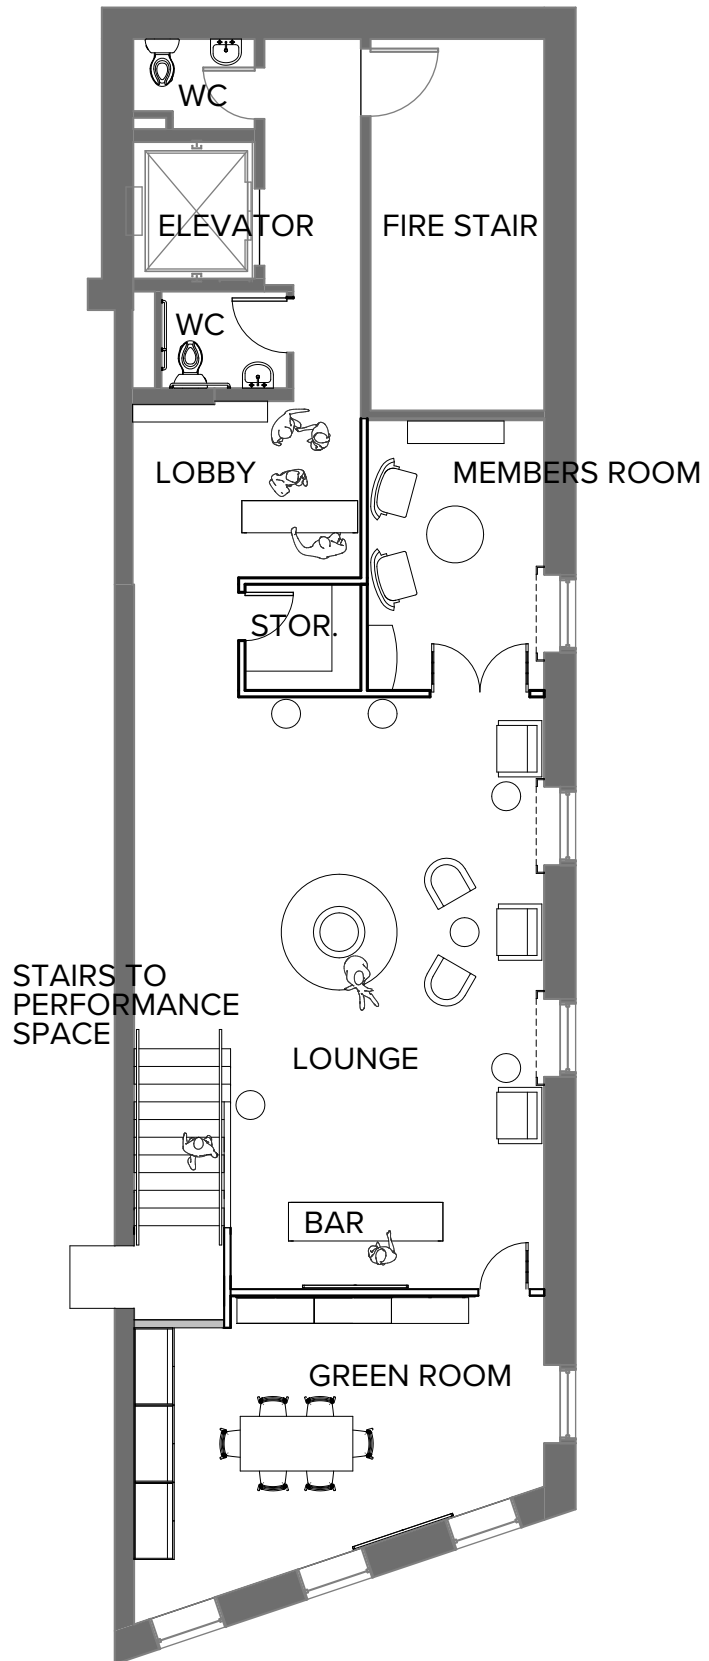 WC
ELEVATOR
FIRE STAIR
WC
LOBBY
MEMBERS ROOM
STOR.
STAIRS TO
PERFORMANCE
SPACE
LOUNGE
BAR
GREEN ROOM